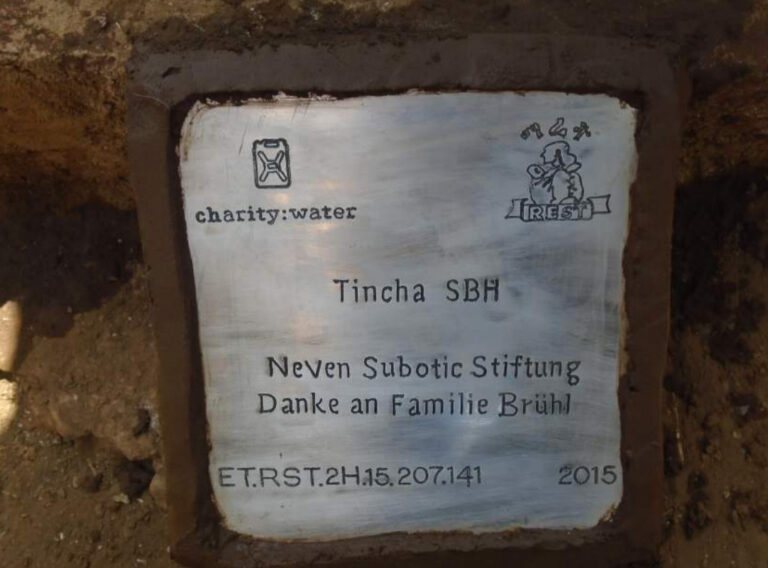 charity:water
REST
Tincha SBH
Neven Subotic Stiftung
Danke an Familie Brühl
ET.RST.2H.15.207.141 2015